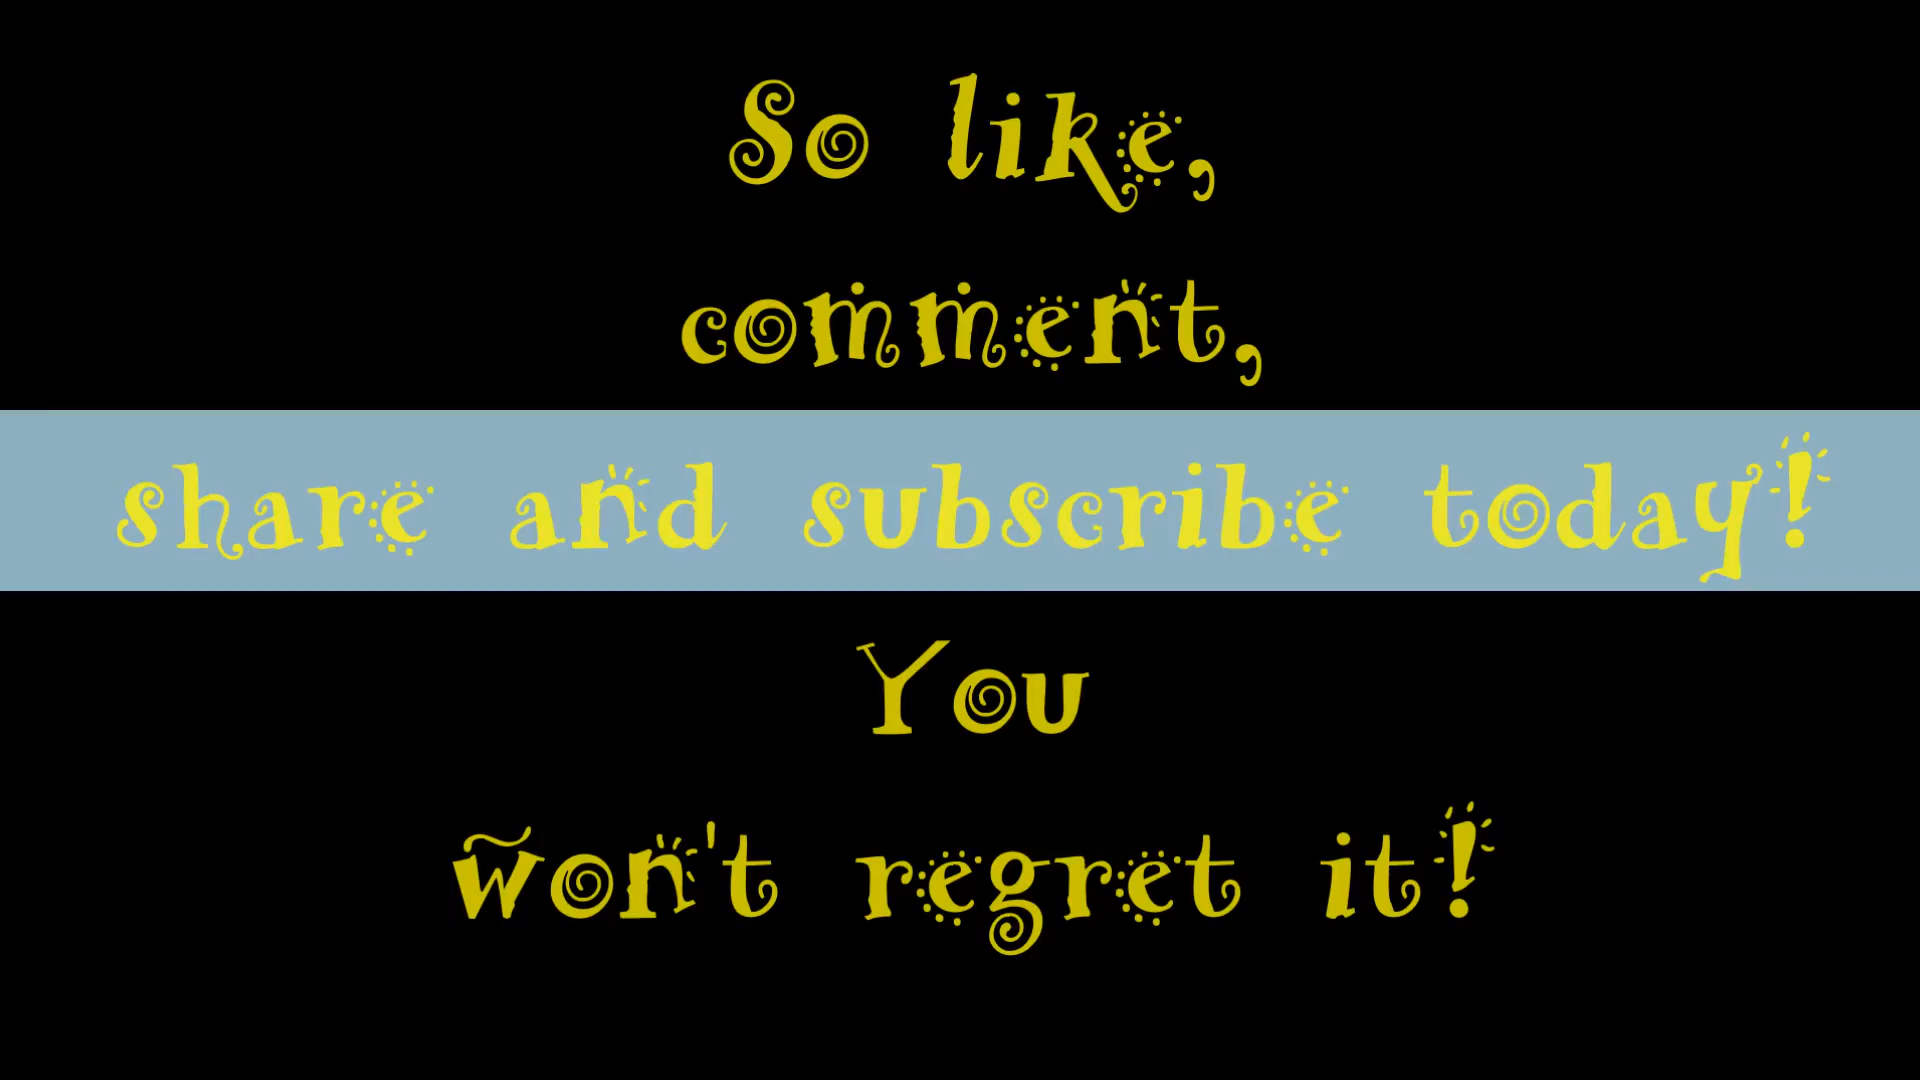 So like,
comment,
share and subscribe today!
You
won't regret it!